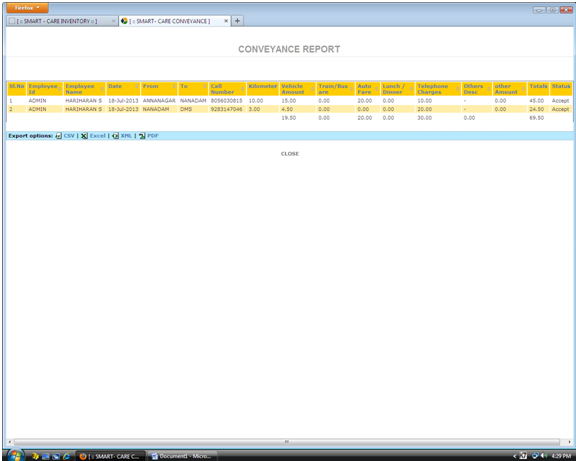 Firefox
[ :: SMART - CARE INVENTORY :: ] × [ :: SMART- CARE CONVEYANCE ] × +
CONVEYANCE REPORT
Sl.No Employee Id Employee Name Date From To Call Number Kilometer Vehicle Amount Train/Bus are Auto Fare Lunch / Dinner Telephone Charges Others Desc other Amount Totals Status
1 ADMIN HARIHARAN S 18-Jul-2013 ANNANAGAR NANADAM 8056030815 10.00 15.00 0.00 20.00 0.00 10.00 - 0.00 45.00 Accept
2 ADMIN HARIHARAN S 18-Jul-2013 NANADAM DMS 9283147046 3.00 4.50 0.00 0.00 0.00 20.00 - 0.00 24.50 Accept
19.50 0.00 20.00 0.00 30.00 0.00 69.50
Export options: CSV | Excel | XML | PDF
CLOSE
[ :: SMART- CARE C... Document1 - Micro... 4:29 PM